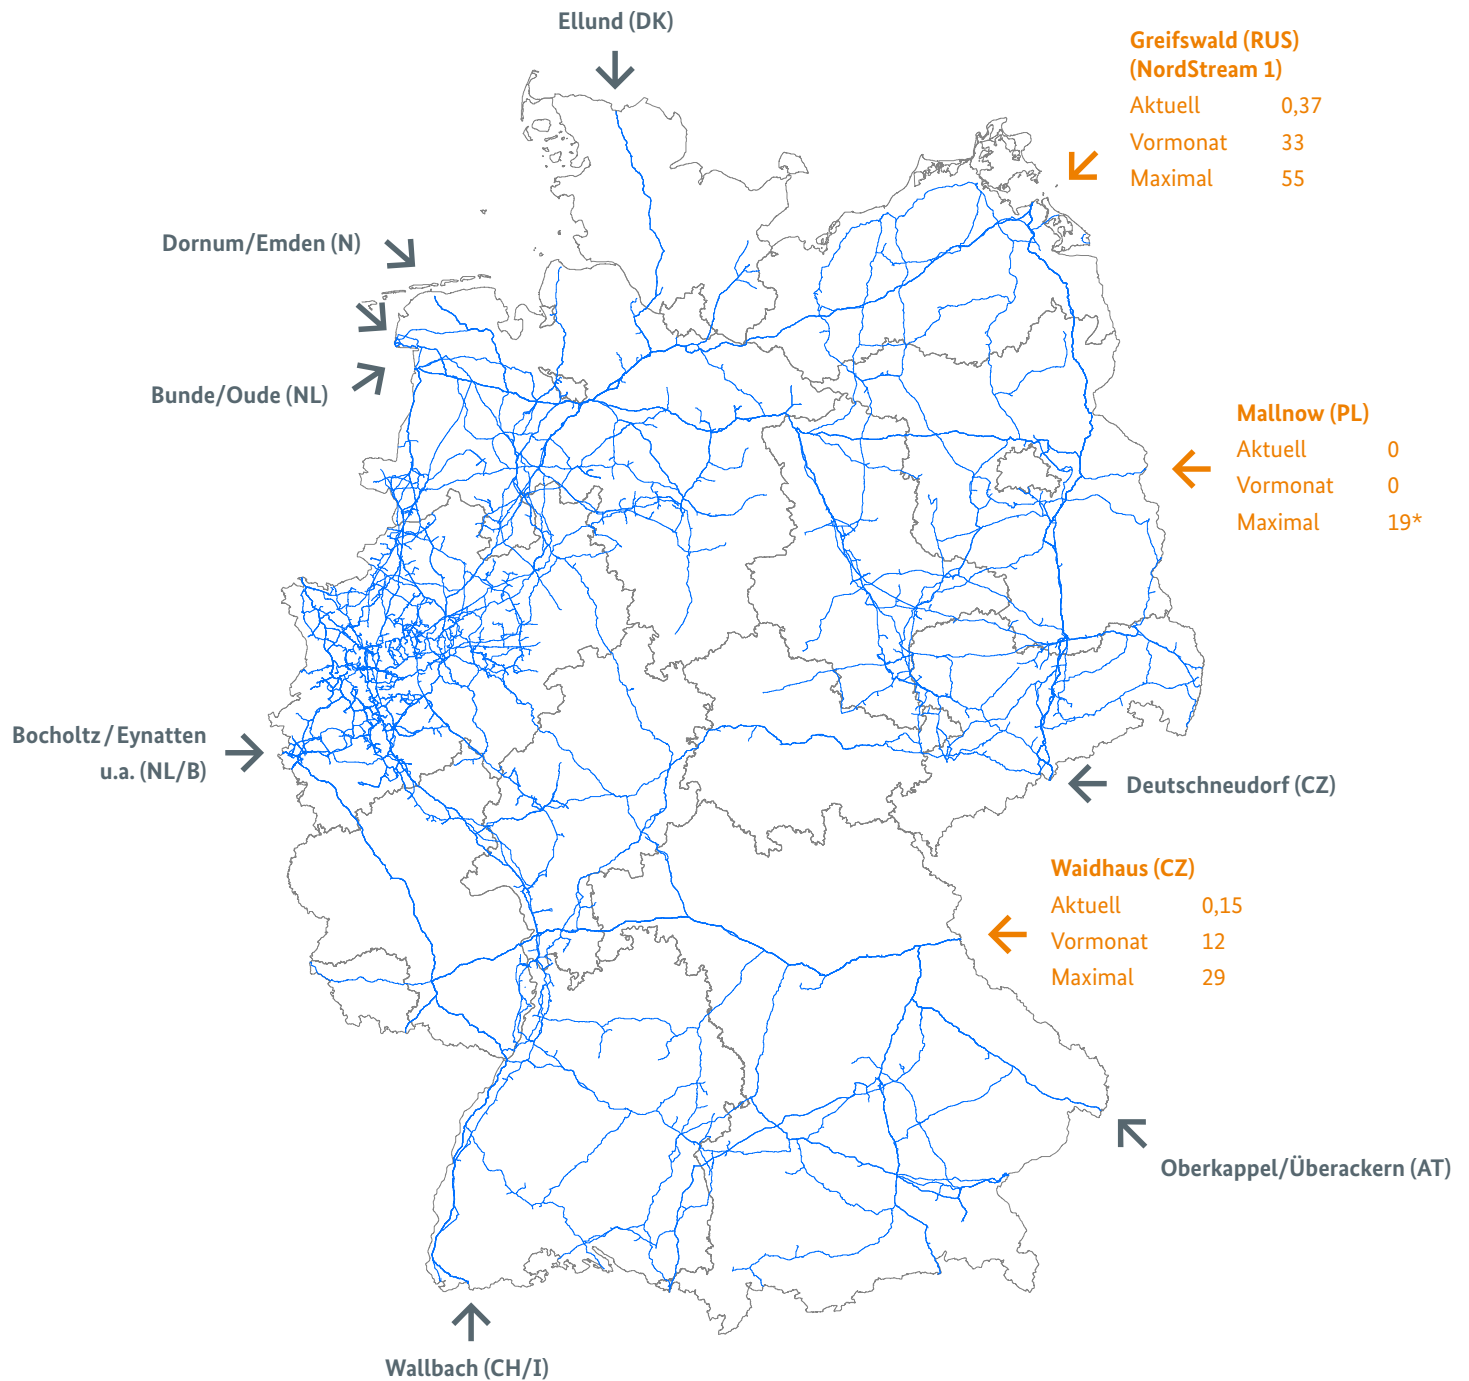 Ellund (DK)
Greifswald (RUS)
(NordStream 1)
Aktuell 0,37
Vormonat 33
Maximal 55
Dornum/Emden (N)
Bunde/Oude (NL)
Mallnow (PL)
Aktuell 0
Vormonat 0
Maximal 19*
Bocholtz / Eynatten
u.a. (NL/B)
Deutschneudorf (CZ)
Waidhaus (CZ)
Aktuell 0,15
Vormonat 12
Maximal 29
Oberkappel/Überackern (AT)
Wallbach (CH/I)